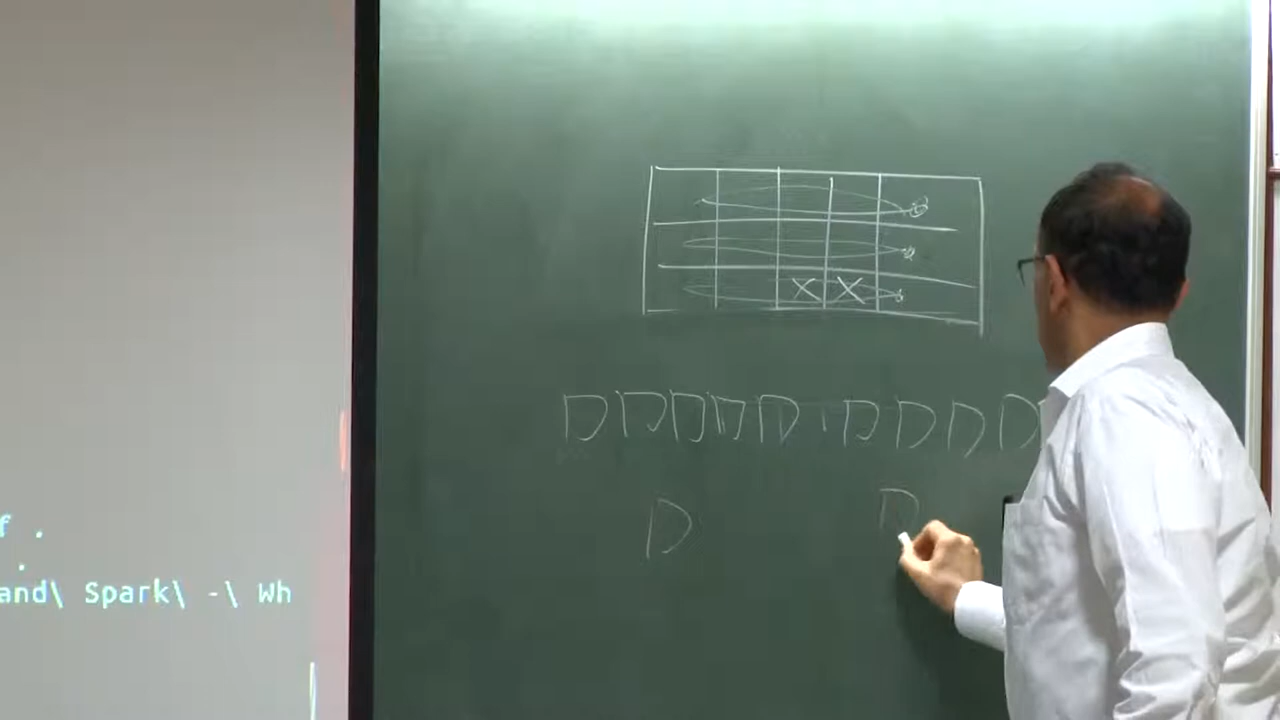 X X
D D D D D D D D D
D D
f .
.
and\ Spark\ -\ Wh